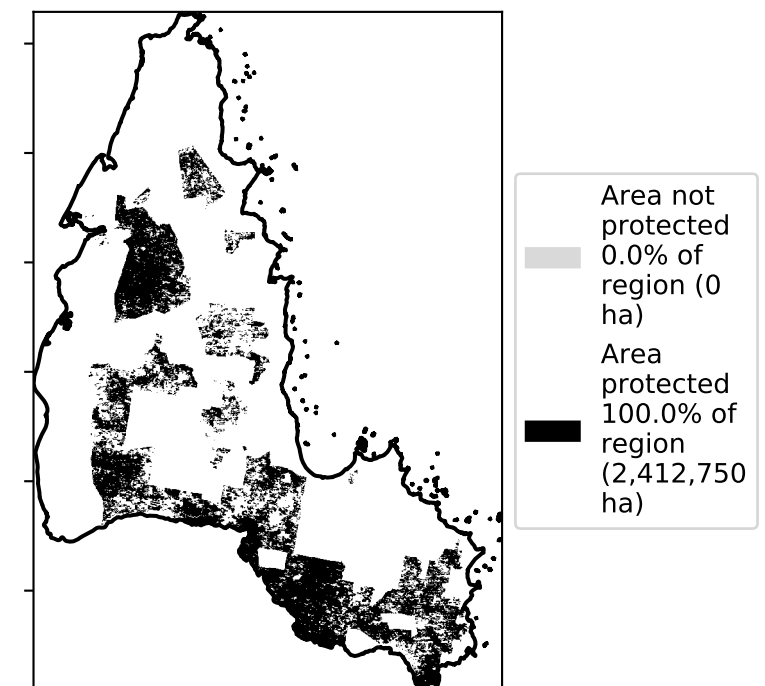 Area not
protected
0.0% of
region (0
ha)
Area
protected
100.0% of
region
(2,412,750
ha)